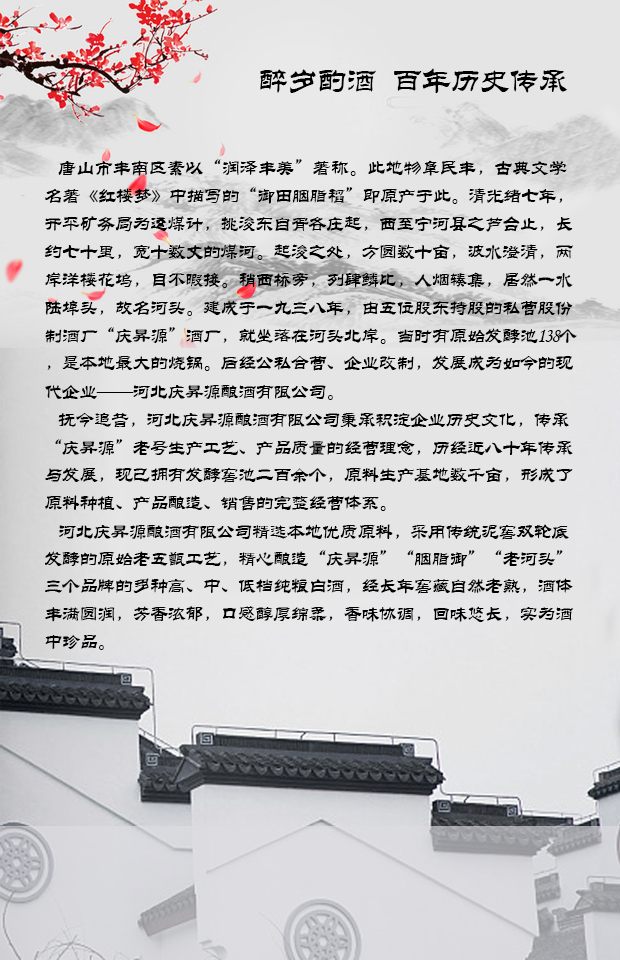 醉夕酌酒 百年历史传承
唐山市丰南区素以“润泽丰美”著称。此地物阜民丰，古典文学
名著《红楼梦》中描写的“御田胭脂稻”即原产于此。清光绪七年，
开平矿务局为运煤计，挑浚东自胥各庄起，西至宁河县之芦台止，长
约七十里，宽十数丈的煤河。起浚之处，方圆数十亩，波水澄清，两
岸洋楼花坞，目不暇接。稍西桥旁，列肆鳞比，人烟辏集，居然一水
陆埠头，故名河头。建成于一九三八年，由五位股东持股的私营股份
制酒厂“庆昇源”酒厂，就坐落在河头北岸。当时有原始发酵池138个
，是本地最大的烧锅。后经公私合营、企业改制，发展成为如今的现
代企业——河北庆昇源酿酒有限公司。
抚今追昔，河北庆昇源酿酒有限公司秉承积淀企业历史文化，传承
“庆昇源”老号生产工艺、产品质量的经营理念，历经近八十年传承
与发展，现已拥有发酵窖池二百余个，原料生产基地数千亩，形成了
原料种植、产品酿造、销售的完整经营体系。
河北庆昇源酿酒有限公司精选本地优质原料，采用传统泥窖双轮底
发酵的原始老五甑工艺，精心酿造“庆昇源”“胭脂御”“老河头”
三个品牌的多种高、中、低档纯粮白酒，经长年窖藏自然老熟，酒体
丰满圆润，芳香浓郁，口感醇厚绵柔，香味协调，回味悠长，实为酒
中珍品。